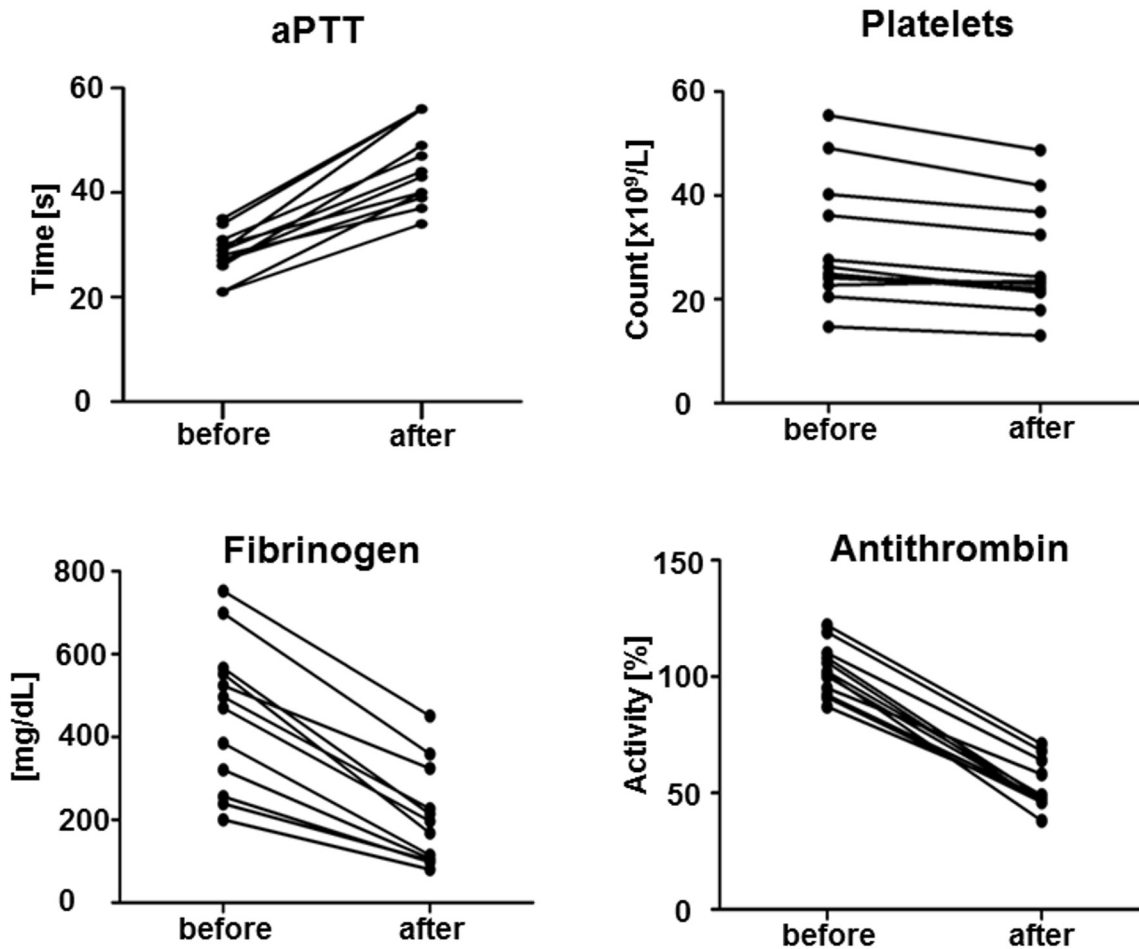 aPTT
Time [s]
60
40
20
0
before after
Platelets
Count [x10⁹/L]
60
40
20
0
before after
Fibrinogen
[mg/dL]
800
600
400
200
0
before after
Antithrombin
Activity [%]
150
100
50
0
before after